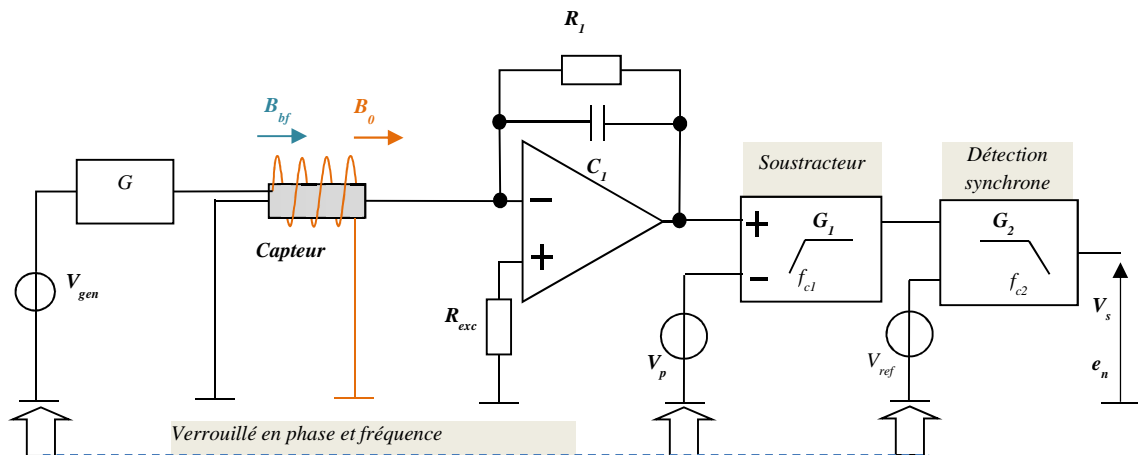 R1
Bbf
B0
G
Capteur
Vgen
C1
Rexc
Soustracteur
G1
fc1
Vp
Détection
synchrone
G2
fc2
Vref
Vs
en
Verrouillé en phase et fréquence